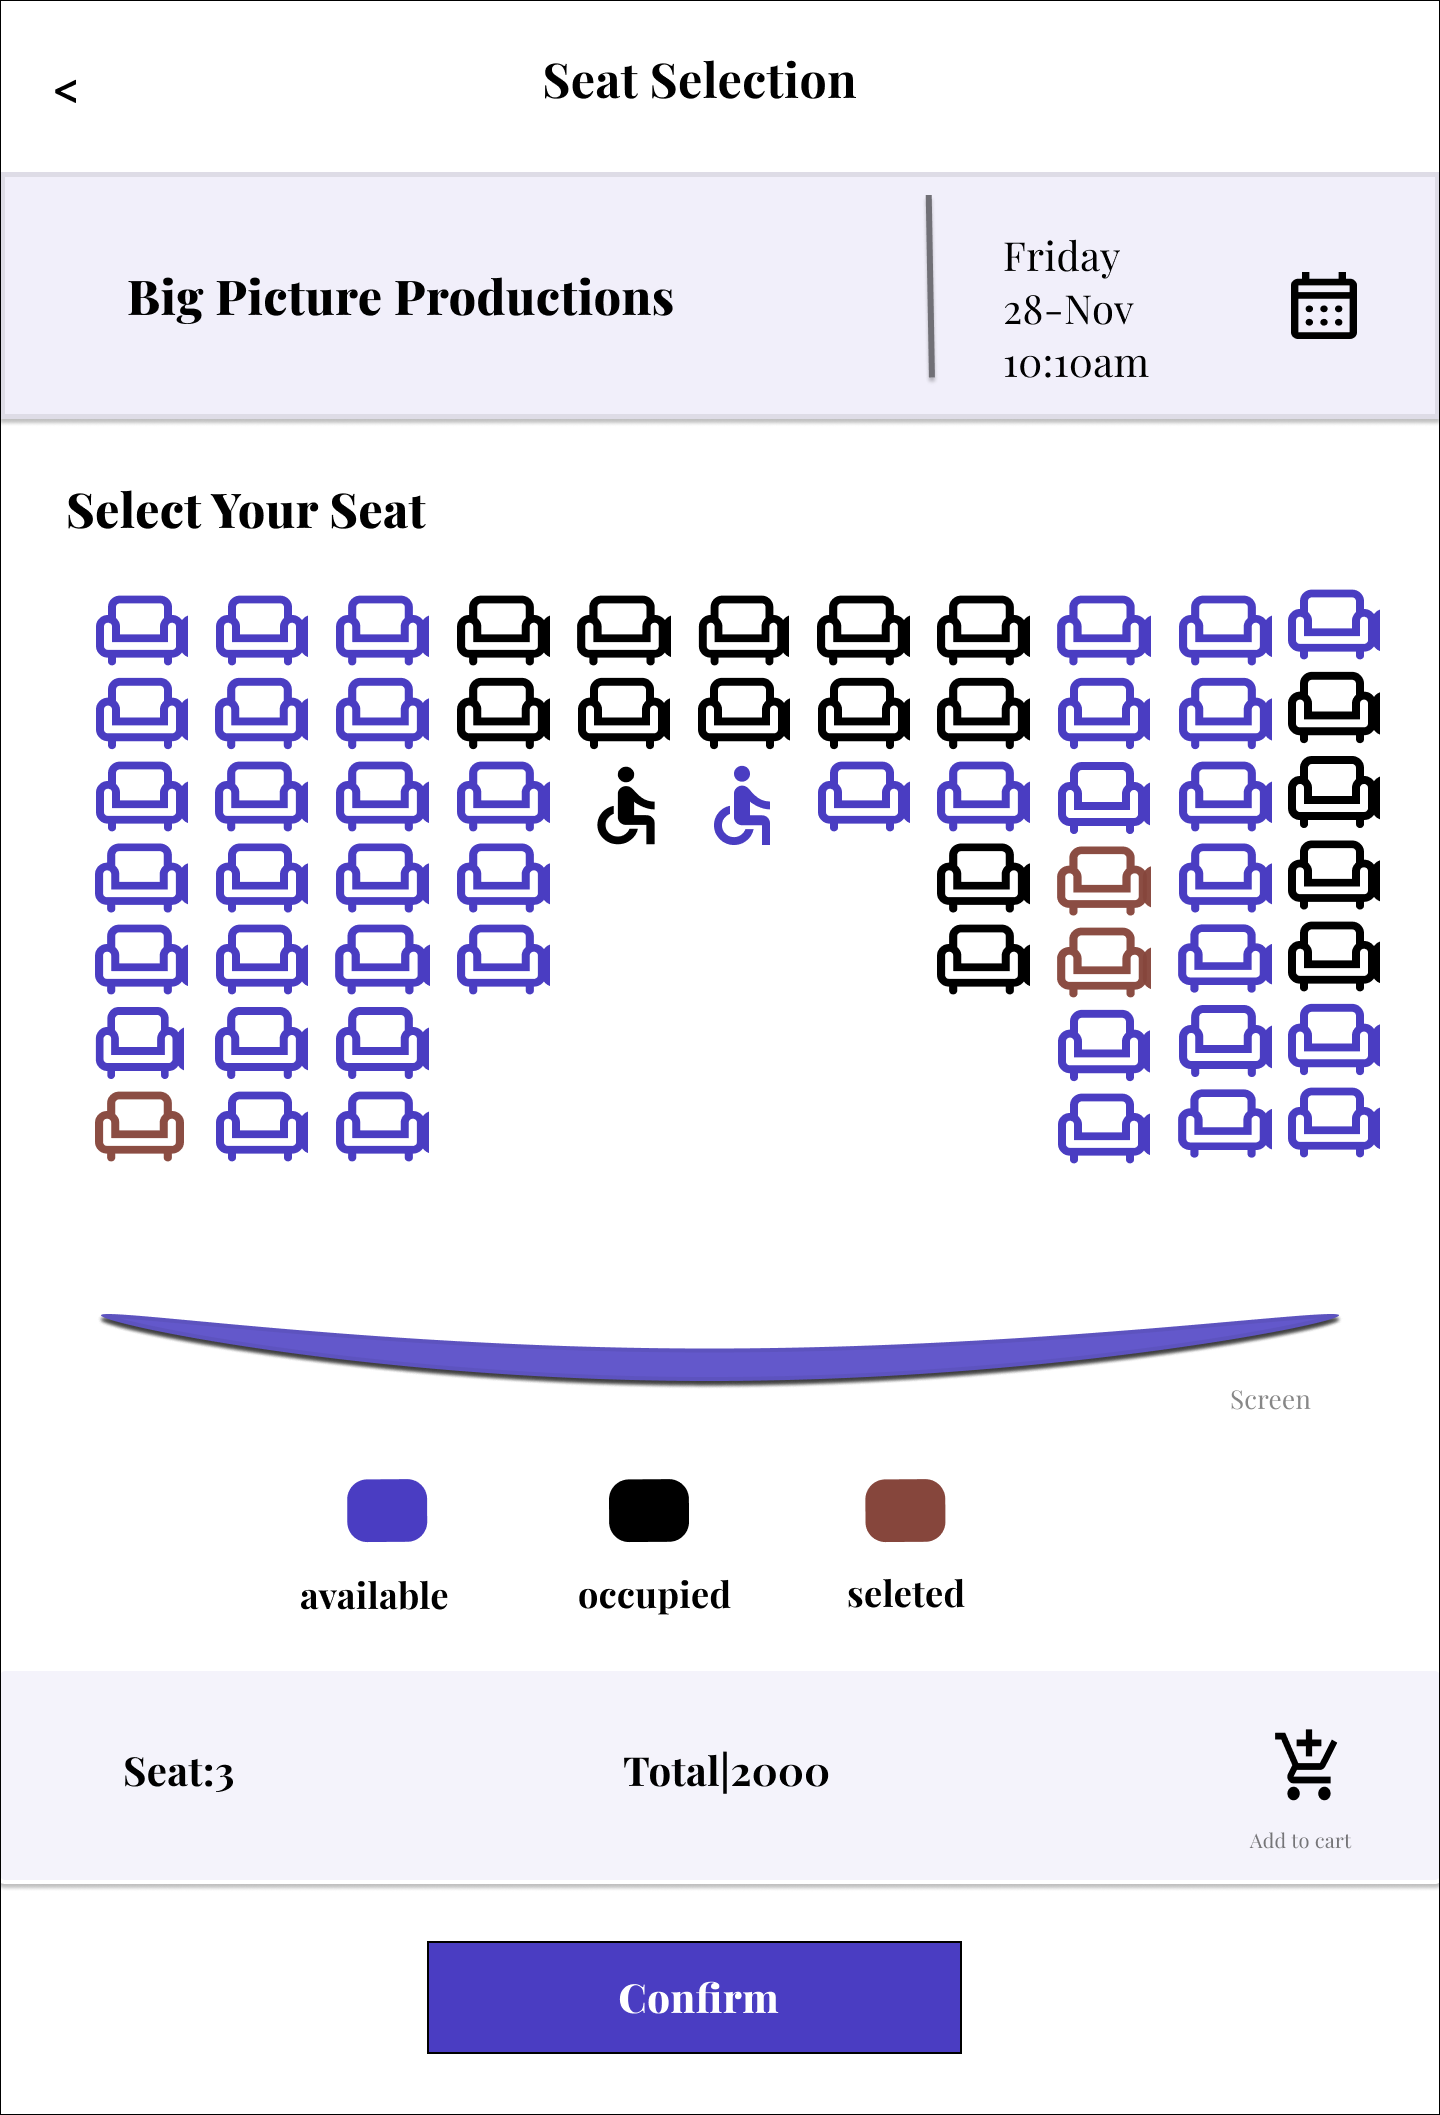 <
Seat Selection
Big Picture Productions
Friday
28-Nov
10:10am
Select Your Seat
Screen
available
occupied
seleted
Seat:3
Total|2000
Add to cart
Confirm